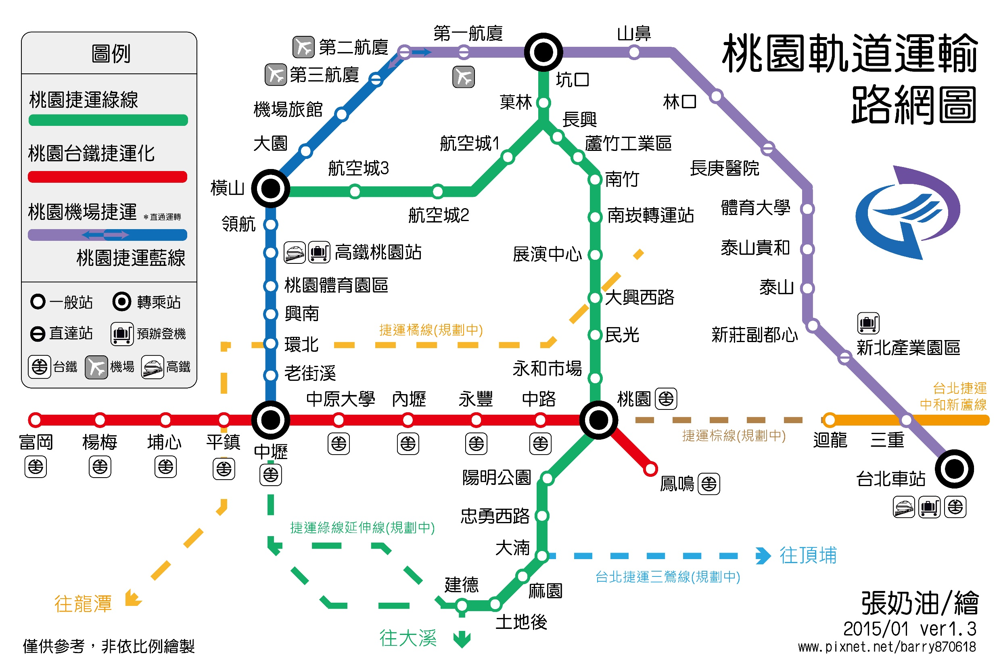 桃園軌道運輸
路網圖
圖例
桃園捷運綠線
桃園台鐵捷運化
桃園機場捷運 *直通運轉
桃園捷運藍線
一般站 轉乘站
直達站 預辦登機
台鐵 機場 高鐵
第一航廈
第二航廈
第三航廈
機場旅館
大園
橫山
領航
高鐵桃園站
桃園體育園區
興南
環北
老街溪
中壢
坑口
山鼻
林口
長庚醫院
體育大學
泰山貴和
泰山
新莊副都心
新北產業園區
三重
台北車站
菓林
航空城1
航空城2
航空城3
長興
蘆竹工業區
南竹
南崁轉運站
展演中心
大興西路
民光
永和市場
桃園
陽明公園
忠勇西路
大湳
麻園
土地後
建德
富岡
楊梅
埔心
平鎮
中原大學
內壢
永豐
中路
鳳鳴
迴龍
捷運橘線(規劃中)
捷運棕線(規劃中)
台北捷運
中和新蘆線
捷運綠線延伸線(規劃中)
台北捷運三鶯線(規劃中)
往頂埔
往龍潭
往大溪
僅供參考，非依比例繪製
張奶油/繪
2015/01 ver1.3
www.pixnet.net/barry870618